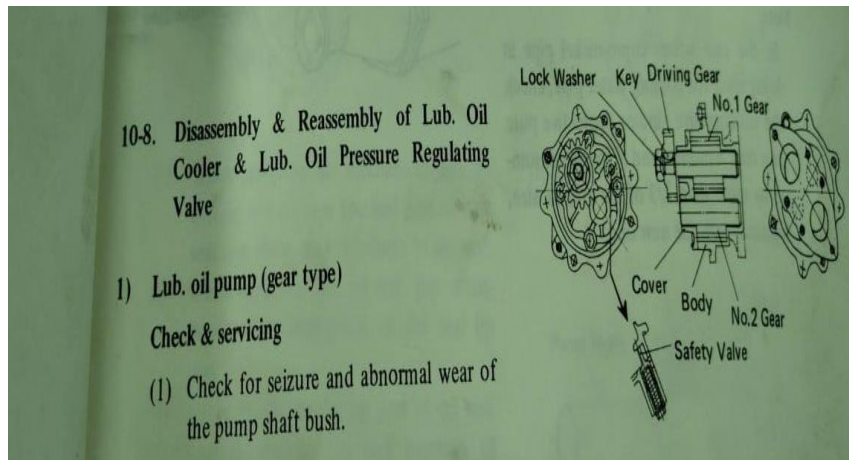 10-8. Disassembly & Reassembly of Lub. Oil
Cooler & Lub. Oil Pressure Regulating
Valve
1) Lub. oil pump (gear type)
Check & servicing
(1) Check for seizure and abnormal wear of
the pump shaft bush.
Lock Washer Key Driving Gear
No.1 Gear
Cover
Body
No.2 Gear
Safety Valve